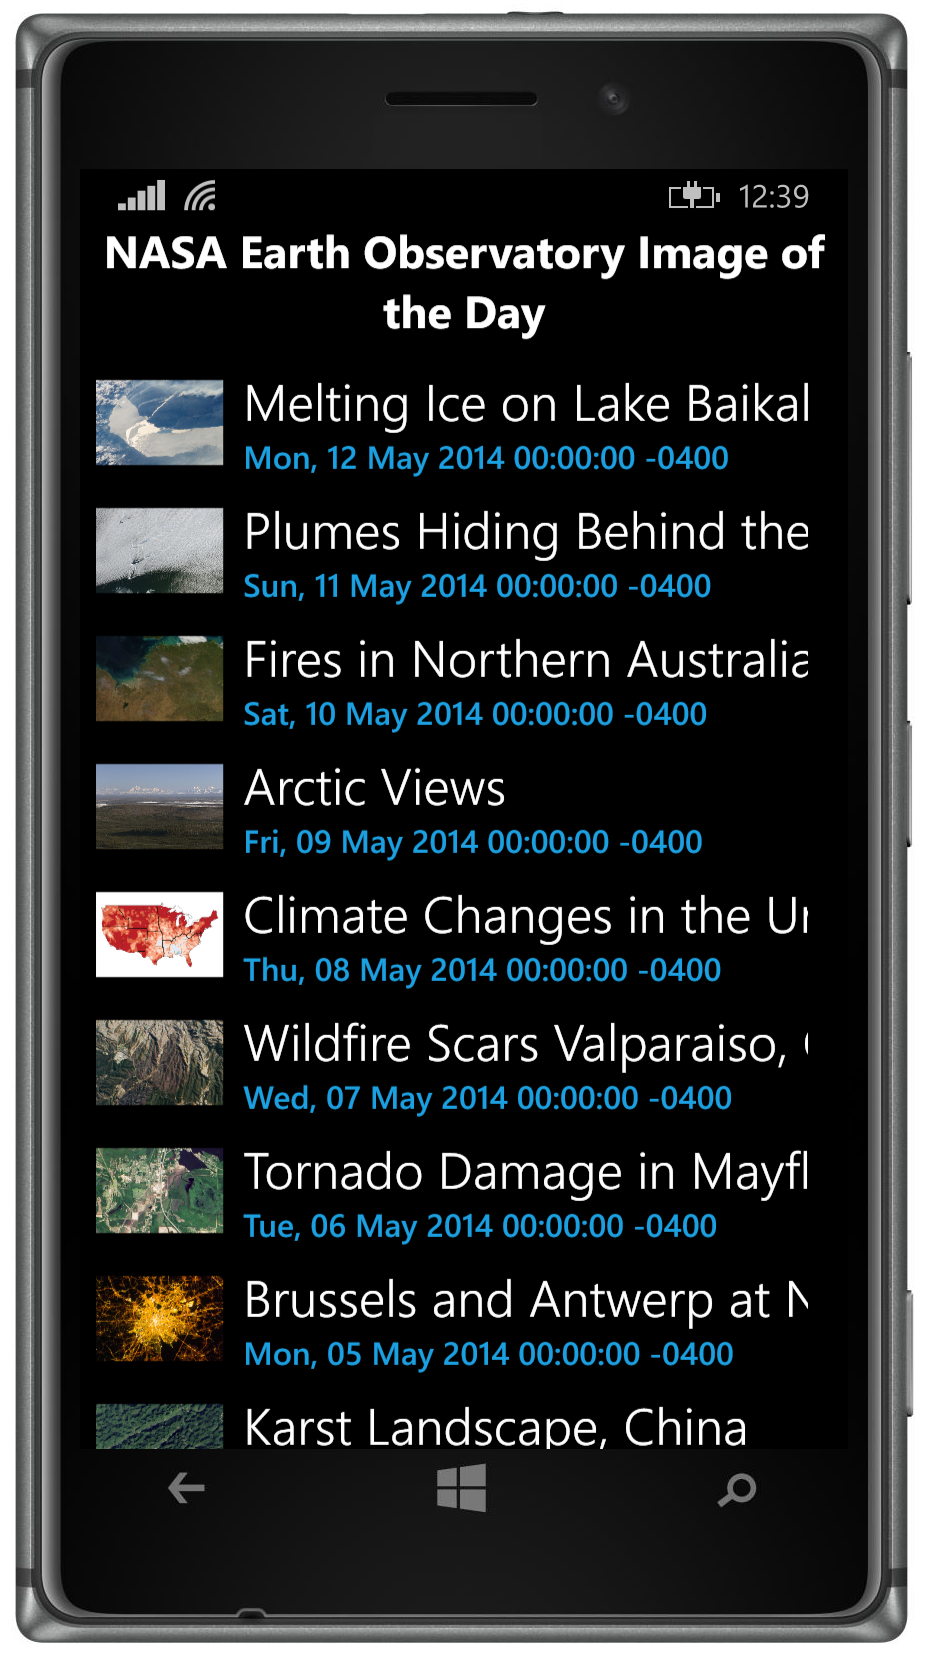 12:39
NASA Earth Observatory Image of
the Day
Melting Ice on Lake Baikal
Mon, 12 May 2014 00:00:00 -0400
Plumes Hiding Behind the
Sun, 11 May 2014 00:00:00 -0400
Fires in Northern Australia
Sat, 10 May 2014 00:00:00 -0400
Arctic Views
Fri, 09 May 2014 00:00:00 -0400
Climate Changes in the
Thu, 08 May 2014 00:00:00 -0400
Wildfire Scars Valparaiso,
Wed, 07 May 2014 00:00:00 -0400
Tornado Damage in Mayfl
Tue, 06 May 2014 00:00:00 -0400
Brussels and Antwerp at
Mon, 05 May 2014 00:00:00 -0400
Karst Landscape, China